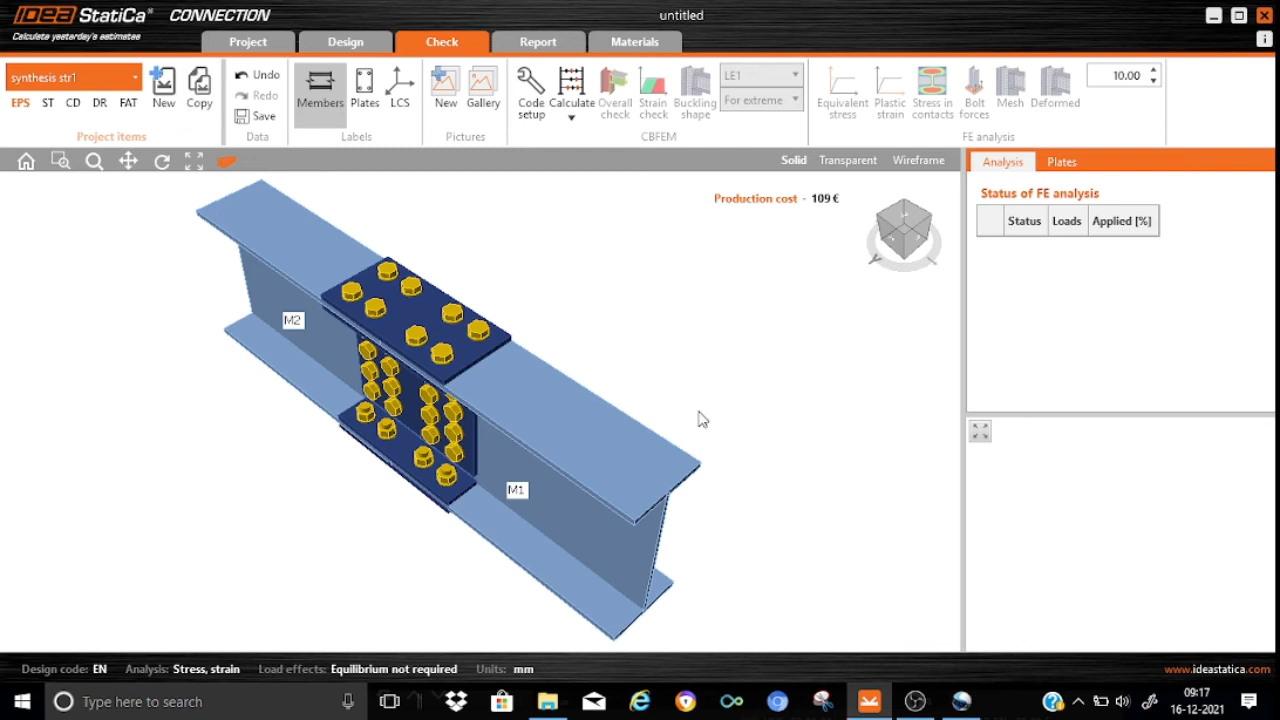 IDEA StatiCa® CONNECTION
untitled
Calculate yesterday's estimates
Project Design Check Report Materials
synthesis str1
EPS ST CD DR FAT
New Copy
Project items
Undo
Redo
Save
Data
Members Plates LCS
Labels
New Gallery
Pictures
Code setup Calculate Overall check Strain check Buckling shape
LE1
For extreme
CBFEM
Equivalent stress Plastic strain Stress in contacts Bolt forces Mesh Deformed
10.00
FE analysis
Solid Transparent Wireframe
Analysis Plates
Production cost - 109 €
Status of FE analysis
Status Loads Applied [%]
M2
M1
Design code: EN Analysis: Stress, strain Load effects: Equilibrium not required Units: mm
www.ideastatica.com
Type here to search
09:17
16-12-2021